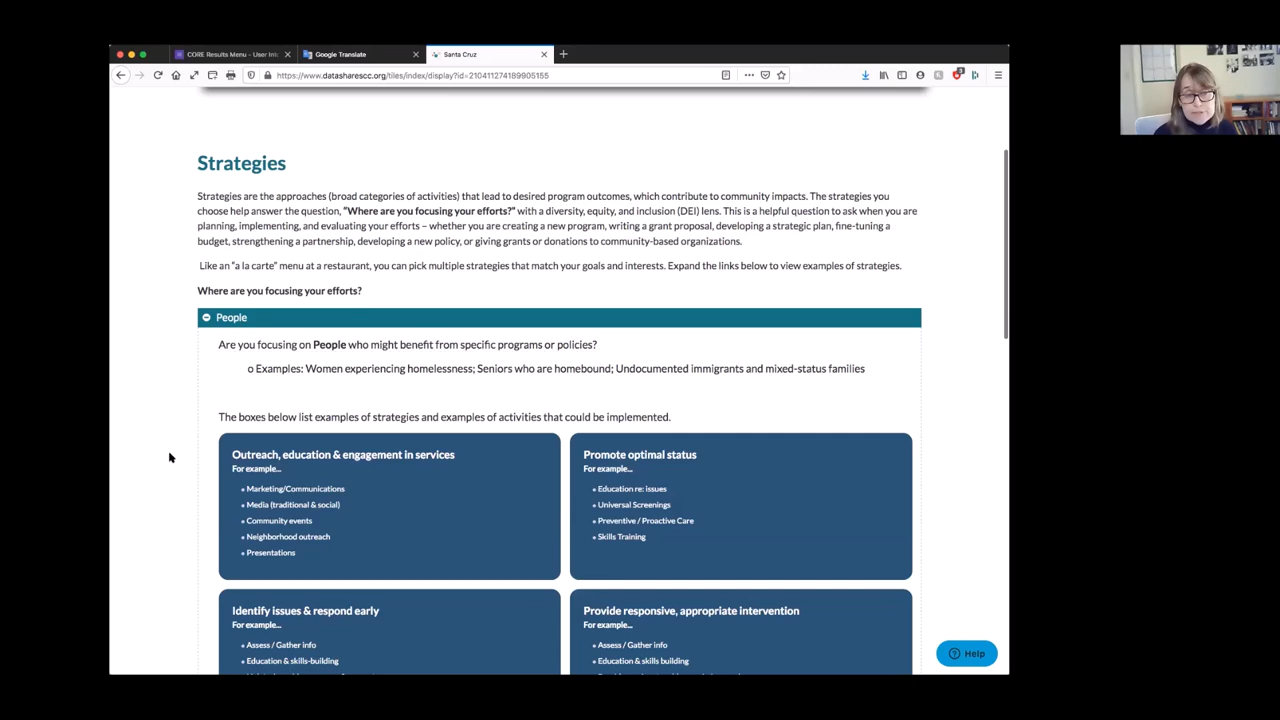 CORE Results Menu - User Int
Google Translate
Santa Cruz
https://www.datasharescc.org/tiles/index/display?id=210411274189905155
Strategies
Strategies are the approaches (broad categories of activities) that lead to desired program outcomes, which contribute to community impacts. The strategies you
choose help answer the question, "Where are you focusing your efforts?" with a diversity, equity, and inclusion (DEI) lens. This is a helpful question to ask when you are
planning, implementing, and evaluating your efforts – whether you are creating a new program, writing a grant proposal, developing a strategic plan, fine-tuning a
budget, strengthening a partnership, developing a new policy, or giving grants or donations to community-based organizations.
Like an "a la carte" menu at a restaurant, you can pick multiple strategies that match your goals and interests. Expand the links below to view examples of strategies.
Where are you focusing your efforts?
People
Are you focusing on People who might benefit from specific programs or policies?
o Examples: Women experiencing homelessness; Seniors who are homebound; Undocumented immigrants and mixed-status families
The boxes below list examples of strategies and examples of activities that could be implemented.
Outreach, education & engagement in services
For example...
Marketing/Communications
Media (traditional & social)
Community events
Neighborhood outreach
Presentations
Promote optimal status
For example...
Education re: issues
Universal Screenings
Preventive / Proactive Care
Skills Training
Identify issues & respond early
For example...
Assess / Gather info
Education & skills-building
Provide responsive, appropriate intervention
For example...
Assess / Gather info
Education & skills building
Help